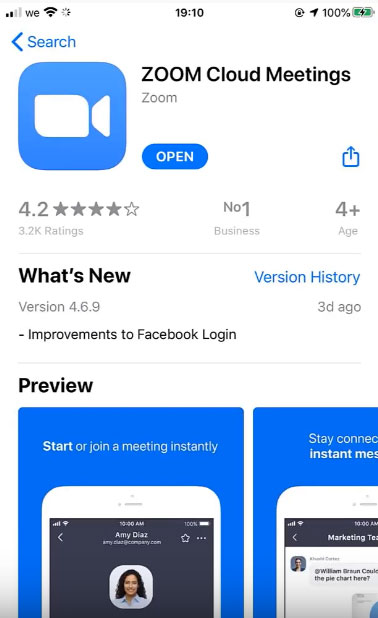 we 19:10 100%
Search
ZOOM Cloud Meetings
Zoom
OPEN
4.2 No1 4+
3.2K Ratings Business Age
What's New Version History
Version 4.6.9 3d ago
- Improvements to Facebook Login
Preview
Start or join a meeting instantly
Stay connec
instant mes
10:00 AM 100%
Amy Diaz
amy.diaz@company.com
10:00 AM
Marketing Tea
@William Braun Could
the pie chart here?